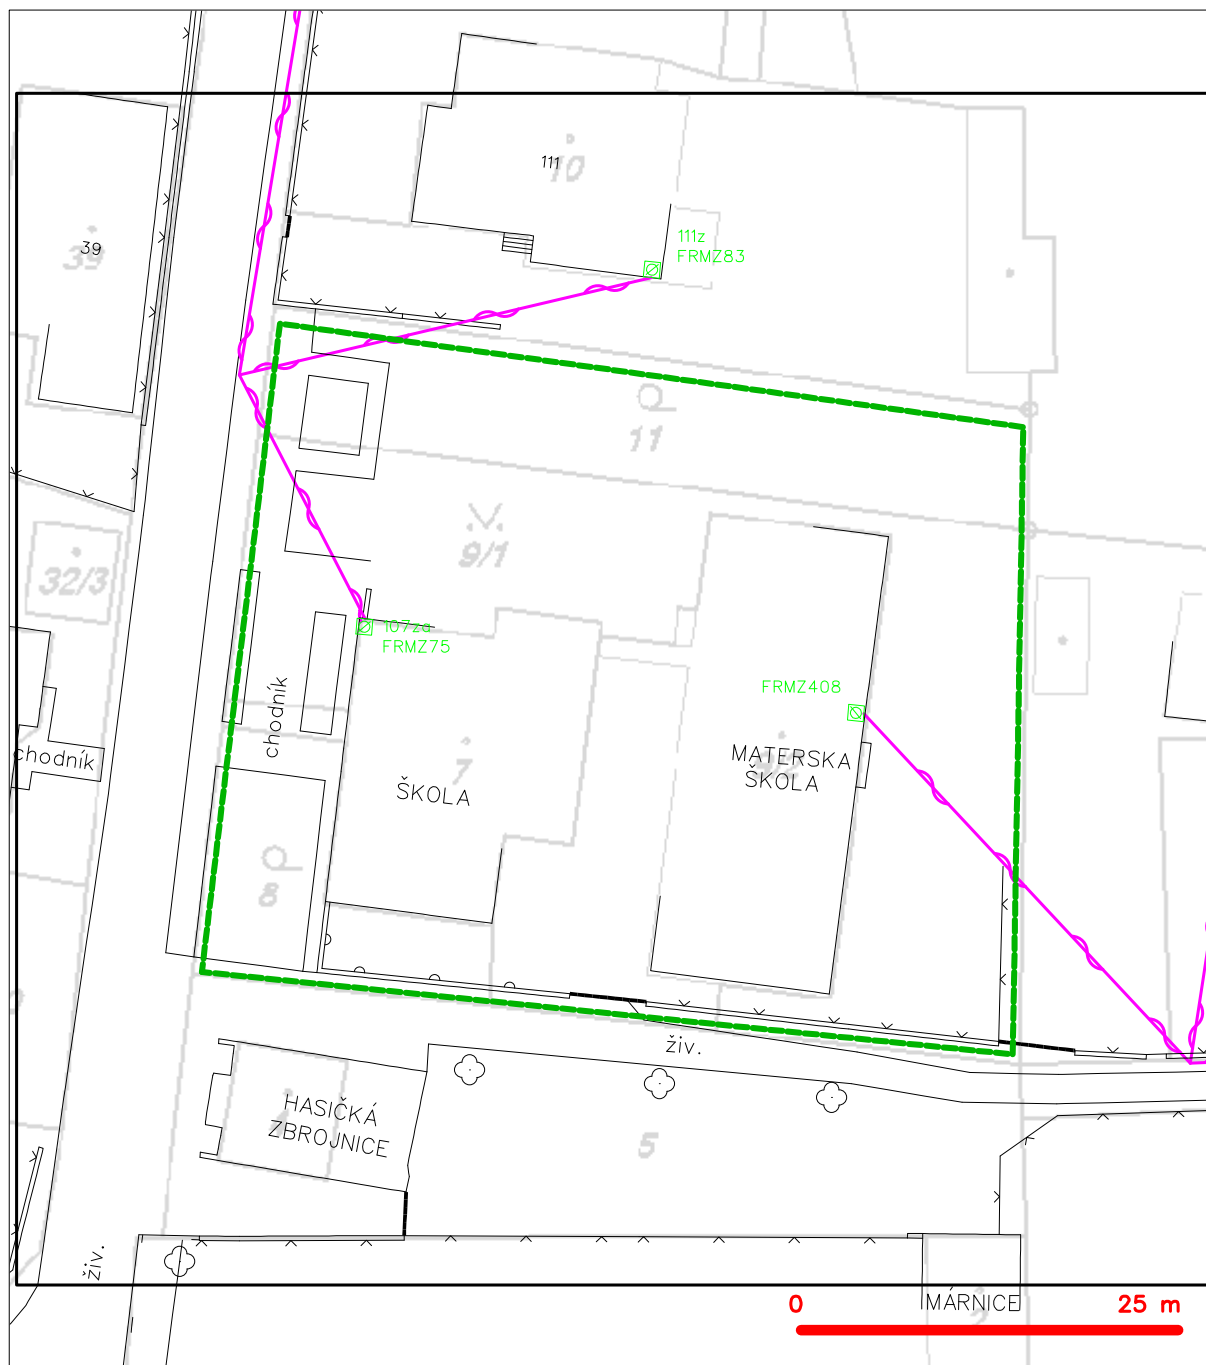 111
10
39
39
111z
FRMZ83
11
9/1
32/3
107za
FRMZ75
FRMZ408
chodník
chodník
MATERSKA
ŠKOLA
7
ŠKOLA
8
živ.
HASIČKÁ
ZBROJNICE
5
živ.
0
25 m
MÁRNICE